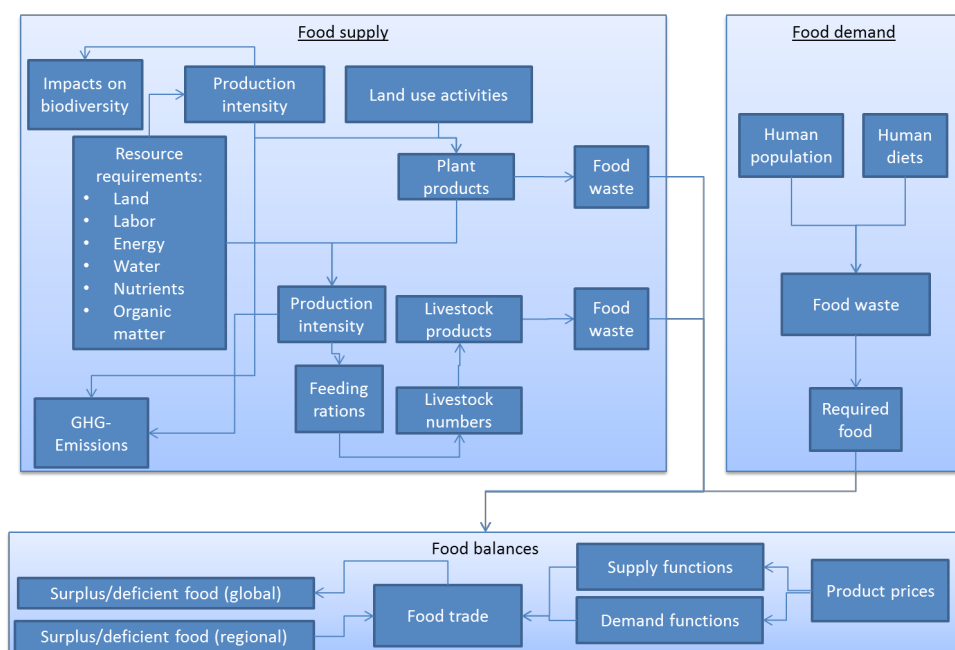 Food supply
Impacts on
biodiversity
Production
intensity
Land use activities
Resource
requirements:
• Land
• Labor
• Energy
• Water
• Nutrients
• Organic
matter
Plant
products
Food
waste
Production
intensity
Livestock
products
Food
waste
Feeding
rations
Livestock
numbers
GHG-
Emissions
Food demand
Human
population
Human
diets
Food waste
Required
food
Food balances
Surplus/deficient food (global)
Surplus/deficient food (regional)
Food trade
Supply functions
Demand functions
Product prices